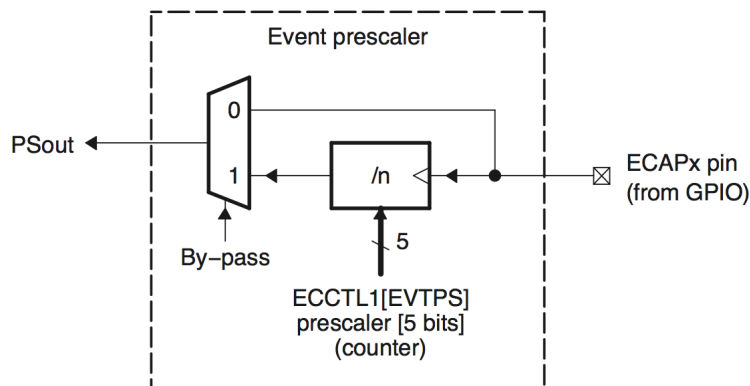 Event prescaler
0
PSout
1
/n
ECAPx pin
(from GPIO)
5
By−pass
ECCTL1[EVTPS]
prescaler [5 bits]
(counter)